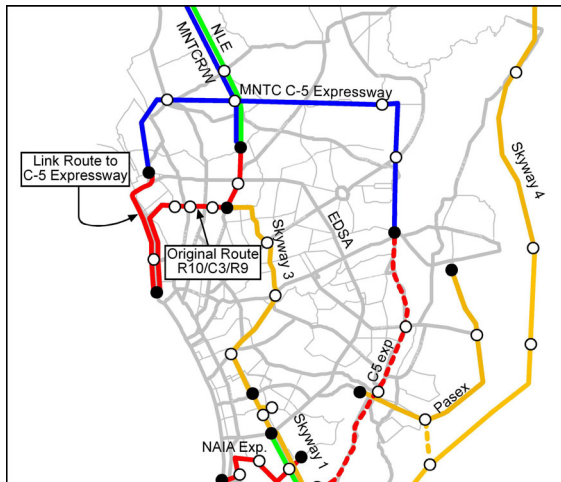 NLE
MNTCR/W
MNTC C-5 Expressway
Link Route to
C-5 Expressway
Skyway 4
EDSA
Original Route
R10/C3/R9
Skyway 3
C5 exp
Pasex
Skyway 1
NAIA Exp.